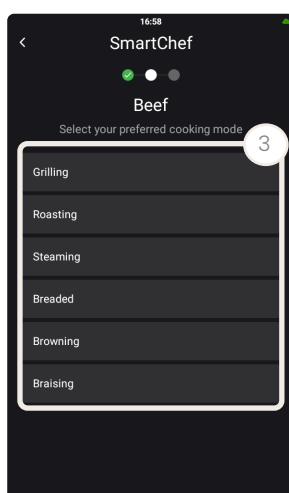 16:58
SmartChef
Beef
Select your preferred cooking mode
3
Grilling
Roasting
Steaming
Breaded
Browning
Braising